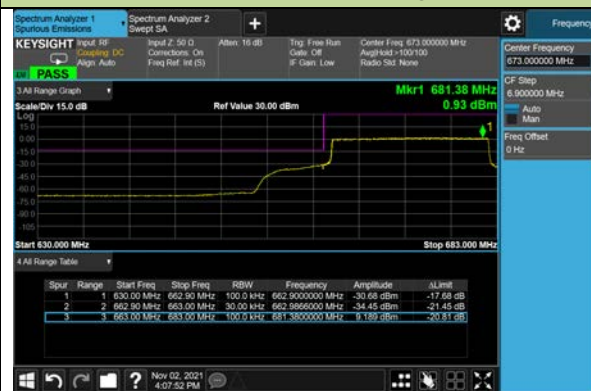 Spectrum Analyzer 1
Spurious Emissions
Spectrum Analyzer 2
Swept SA
+
Frequency
KEYSIGHT
Input: RF
Coupling: DC
Align: Auto
Input Z: 50 Ω
Corrections: On
Freq Ref: Int (S)
Atten: 16 dB
Trig: Free Run
Gate: Off
IF Gain: Low
Center Freq: 673.000000 MHz
Avg|Hold:>100/100
Radio Std: None
PASS
Center Frequency
673.000000 MHz
CF Step
6.900000 MHz
Auto
Man
Freq Offset
0 Hz
3 All Range Graph
Mkr1 681.38 MHz
Scale/Div 15.0 dB
Ref Value 30.00 dBm
0.93 dBm
Log
15.0
0.00
-15.0
-30.0
-45.0
-60.0
-75.0
-90.0
-105
1
Start 630.000 MHz
Stop 683.000 MHz
4 All Range Table
Spur Range Start Freq Stop Freq RBW Frequency Amplitude ΔLimit
1 1 630.00 MHz 662.90 MHz 100.0 kHz 662.9000000 MHz -30.68 dBm -17.68 dB
2 2 662.90 MHz 663.00 MHz 30.00 kHz 662.9866000 MHz -34.45 dBm -21.45 dB
3 3 663.00 MHz 683.00 MHz 100.0 kHz 681.3800000 MHz 9.189 dBm -20.81 dB
?
Nov 02, 2021
4:07:52 PM